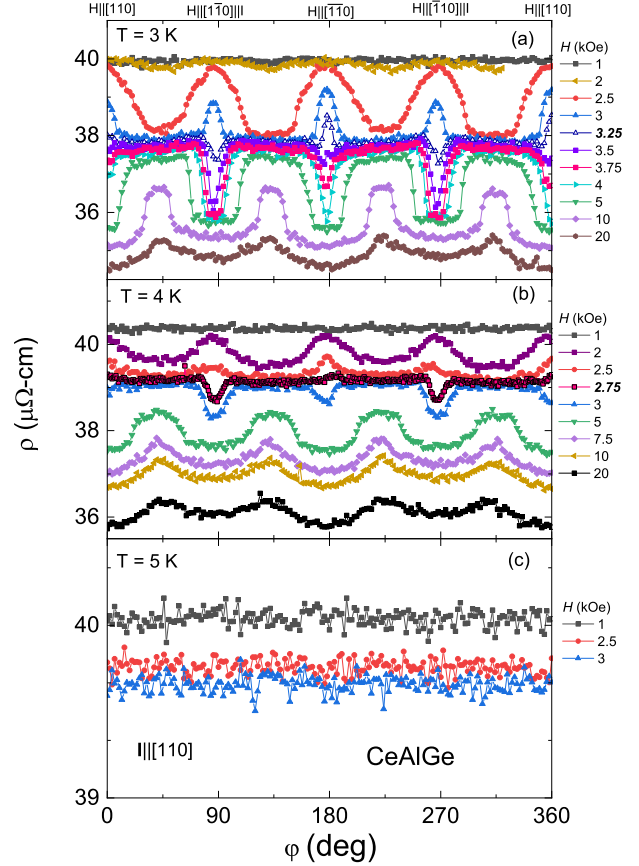 H||[110] H||[11̅0]||I H||[1̅1̅0] H||[1̅10]||I H||[110]
(a)
T = 3 K
H (kOe)
1
2
2.5
3
3.25
3.5
3.75
4
5
10
20
40
38
36
(b)
T = 4 K
H (kOe)
1
2
2.5
2.75
3
5
7.5
10
20
40
38
36
ρ (μΩ-cm)
(c)
T = 5 K
H (kOe)
1
2.5
3
40
39
I||[110]
CeAlGe
0 90 180 270 360
φ (deg)